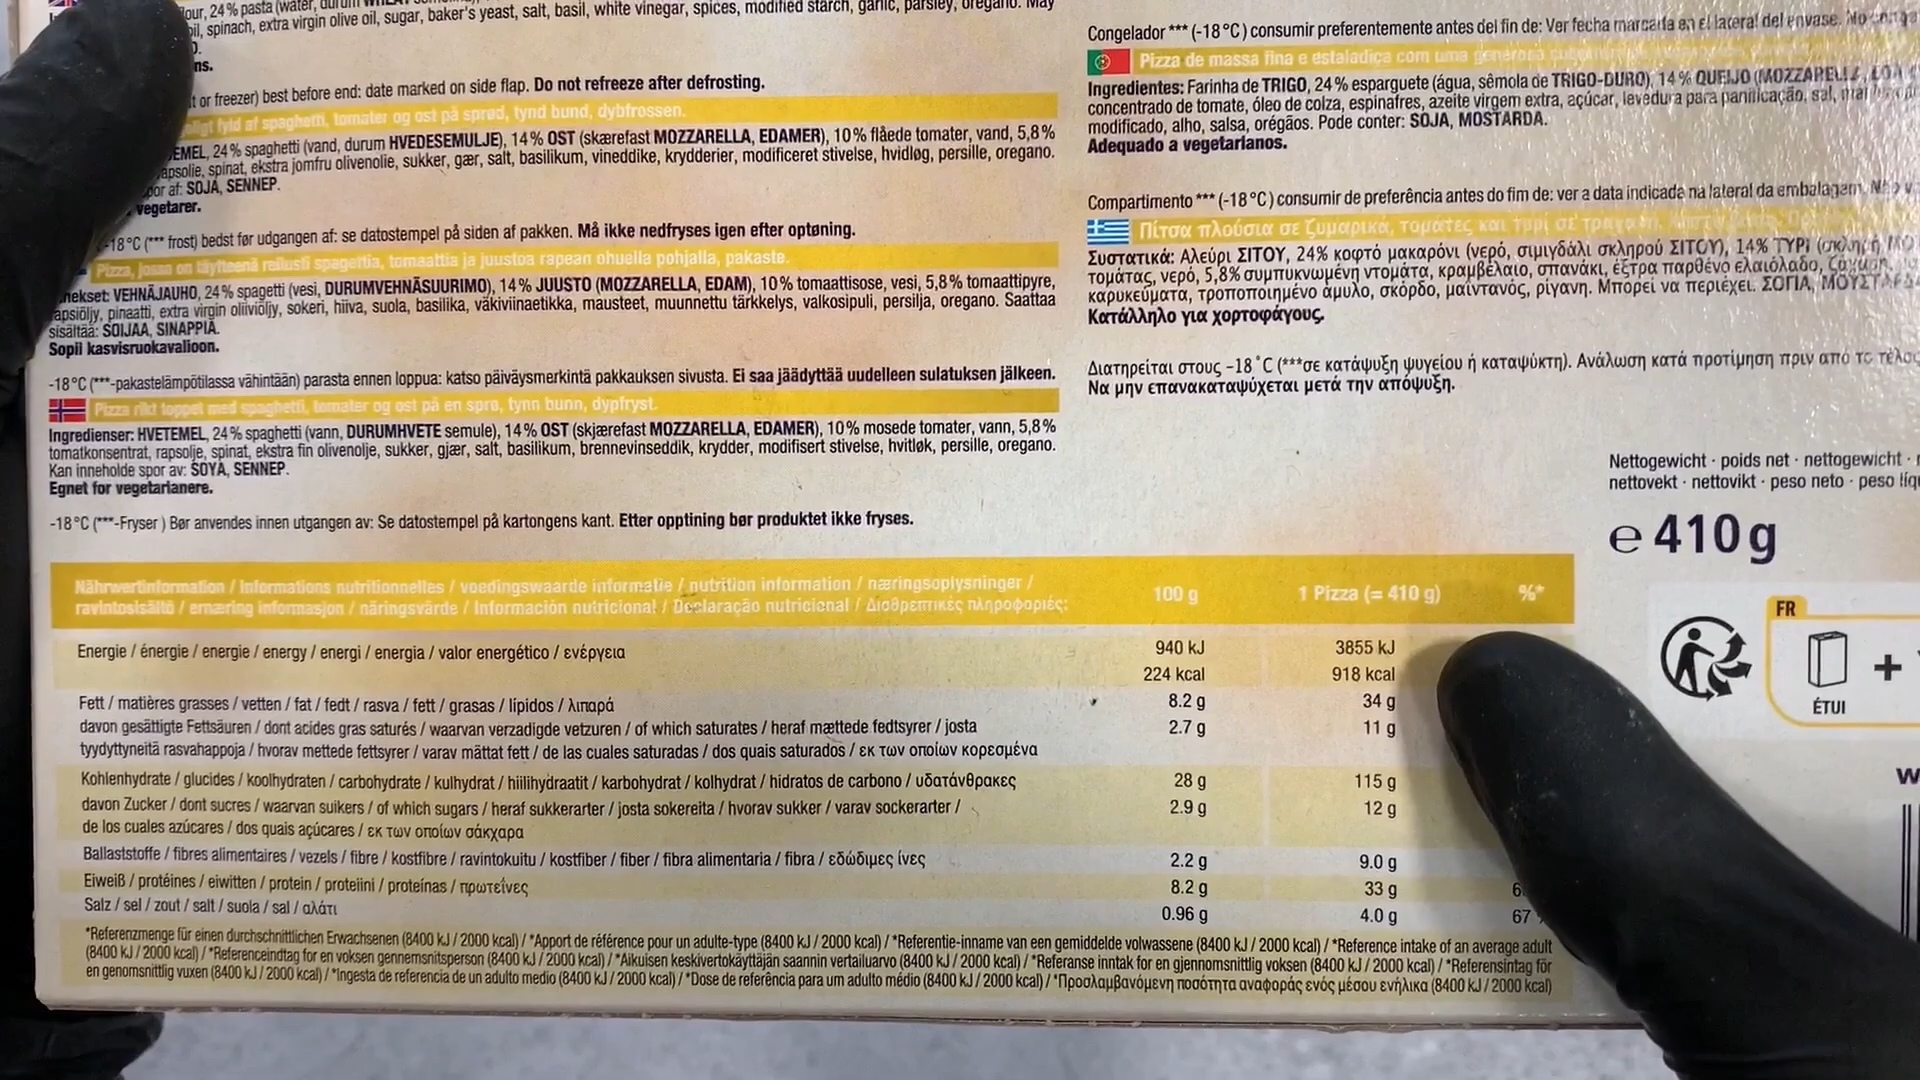 our, 24 % pasta (water, durum
oil, spinach, extra virgin olive oil, sugar, baker's yeast, salt, basil, white vinegar, spices, modified starch, garlic, parsley, oregano. May
ns.
t or freezer) best before end: date marked on side flap. Do not refreeze after defrosting.
fyld af spaghetti, tomater og ost på sprød, tynd bund, dybfrossen.
EMEL, 24 % spaghetti (vand, durum HVEDESEMULJE), 14 % OST (skærefast MOZZARELLA, EDAMER), 10 % flåede tomater, vand, 5,8 %
apsolie, spinat, ekstra jomfru olivenolie, sukker, gær, salt, basilikum, vineddike, krydderier, modificeret stivelse, hvidløg, persille, oregano.
por af: SOJA, SENNEP.
vegetarer.
-18 °C (*** frost) bedst før udgangen af: se datostempel på siden af pakken. Må ikke nedfryses igen efter optøning.
Pizza, jossa on täytteenä reilusti spagettia, tomaattia ja juustoa rapean ohuella pohjalla, pakaste.
nekset: VEHNÄJAUHO, 24 % spagetti (vesi, DURUMVEHNÄSUURIMO), 14 % JUUSTO (MOZZARELLA, EDAM), 10 % tomaattisose, vesi, 5,8 % tomaattipyre,
apsiöljy, pinaatti, extra virgin oliiviöljy, sokeri, hiiva, suola, basilika, väkiviinaetikka, mausteet, muunnettu tärkkelys, valkosipuli, persilja, oregano. Saattaa
sisältää: SOIJAA, SINAPPIA.
Sopii kasvisruokavalioon.
-18 °C (***-pakastelämpötilassa vähintään) parasta ennen loppua: katso päiväysmerkintä pakkauksen sivusta. Ei saa jäädyttää uudelleen sulatuksen jälkeen.
Pizza rikt toppet med spaghetti, tomater og ost på en sprø, tynn bunn, dypfryst.
Ingredienser: HVETEMEL, 24 % spaghetti (vann, DURUMHVETE semule), 14 % OST (skjærefast MOZZARELLA, EDAMER), 10 % mosede tomater, vann, 5,8 %
tomatkonsentrat, rapsolje, spinat, ekstra fin olivenolje, sukker, gjær, salt, basilikum, brennevinseddik, krydder, modifisert stivelse, hvitløk, persille, oregano.
Kan inneholde spor av: SOYA, SENNEP.
Egnet for vegetarianere.
-18 °C (***-Fryser ) Bør anvendes innen utgangen av: Se datostempel på kartongens kant. Etter opptining bør produktet ikke fryses.
Congelador *** (-18 °C) consumir preferentemente antes del fin de: Ver fecha marcada en el lateral del envase. No
Pizza de massa fina e estaladiça com uma generosa
Ingredientes: Farinha de TRIGO, 24 % esparguete (água, sêmola de TRIGO-DURO), 14 % QUEIJO (MOZZARELLA,
concentrado de tomate, óleo de colza, espinafres, azeite virgem extra, açúcar, levedura para panificação, sal,
modificado, alho, salsa, orégãos. Pode conter: SOJA, MOSTARDA.
Adequado a vegetarianos.
Compartimento *** (-18 °C) consumir de preferência antes do fim de: ver a data indicada na lateral da embalagem.
Πίτσα πλούσια σε ζυμαρικά, τομάτες και τυρί σε
Συστατικά: Αλεύρι ΣΙΤΟΥ, 24% κοφτό μακαρόνι (νερό, σιμιγδάλι σκληρού ΣΙΤΟΥ), 14% ΤΥΡί (σκληρή
τομάτας, νερό, 5,8% συμπυκνωμένη ντομάτα, κραμβέλαιο, σπανάκι, έξτρα παρθένο ελαιόλαδο, ζάχαρη,
καρυκεύματα, τροποποιημένο άμυλο, σκόρδο, μαϊντανός, ρίγανη. Μπορεί να περιέχει: ΣΟΓΙΑ,
Κατάλληλο για χορτοφάγους.
Διατηρείται στους -18˚C (***σε κατάψυξη ψυγείου ή καταψύκτη). Ανάλωση κατά προτίμηση πριν από το τέλος
Να μην επανακαταψύχεται μετά την απόψυξη.
Nettogewicht · poids net · nettogewicht ·
nettovekt · nettovikt · peso neto · peso
e 410 g
FR
ÉTUI
+
Nährwertinformation / Informations nutritionnelles / voedingswaarde informatie / nutrition information / næringsoplysninger /
ravintosisältö / ernæring informasjon / näringsvärde / Información nutricional / Declaração nutricional / Διαθρεπτικές πληροφορίες:
100 g 1 Pizza (= 410 g) %*
Energie / énergie / energie / energy / energi / energia / valor energético / ενέργεια 940 kJ 3855 kJ
224 kcal 918 kcal
Fett / matières grasses / vetten / fat / fedt / rasva / fett / grasas / lípidos / λιπαρά 8.2 g 34 g
davon gesättigte Fettsäuren / dont acides gras saturés / waarvan verzadigde vetzuren / of which saturates / heraf mættede fedtsyrer / josta 2.7 g 11 g
tyydyttyneitä rasvahappoja / hvorav mettede fettsyrer / varav mättat fett / de las cuales saturadas / dos quais saturados / εκ των οποίων κορεσμένα
Kohlenhydrate / glucides / koolhydraten / carbohydrate / kulhydrat / hiilihydraatit / karbohydrat / kolhydrat / hidratos de carbono / υδατάνθρακες 28 g 115 g
davon Zucker / dont sucres / waarvan suikers / of which sugars / heraf sukkerarter / josta sokereita / hvorav sukker / varav sockerarter / 2.9 g 12 g
de los cuales azúcares / dos quais açúcares / εκ των οποίων σάκχαρα
Ballaststoffe / fibres alimentaires / vezels / fibre / kostfibre / ravintokuitu / kostfiber / fiber / fibra alimentaria / fibra / εδώδιμες ίνες 2.2 g 9.0 g
Eiweiß / protéines / eiwitten / protein / proteiini / proteínas / πρωτεΐνες 8.2 g 33 g 6
Salz / sel / zout / salt / suola / sal / αλάτι 0.96 g 4.0 g 67
*Referenzmenge für einen durchschnittlichen Erwachsenen (8400 kJ / 2000 kcal) / *Apport de référence pour un adulte-type (8400 kJ / 2000 kcal) / *Referentie-inname van een gemiddelde volwassene (8400 kJ / 2000 kcal) / *Reference intake of an average adult
(8400 kJ / 2000 kcal) / *Referenceindtag for en voksen gennemsnitsperson (8400 kJ / 2000 kcal) / *Aikuisen keskivertokäyttäjän saannin vertailuarvo (8400 kJ / 2000 kcal) / *Referanse inntak for en gjennomsnittlig voksen (8400 kJ / 2000 kcal) / *Referensintag för
en genomsnittlig vuxen (8400 kJ / 2000 kcal) / *Ingesta de referencia de un adulto medio (8400 kJ / 2000 kcal) / *Dose de referência para um adulto médio (8400 kJ / 2000 kcal) / *Προσλαμβανόμενη ποσότητα αναφοράς ενός μέσου ενήλικα (8400 kJ / 2000 kcal)